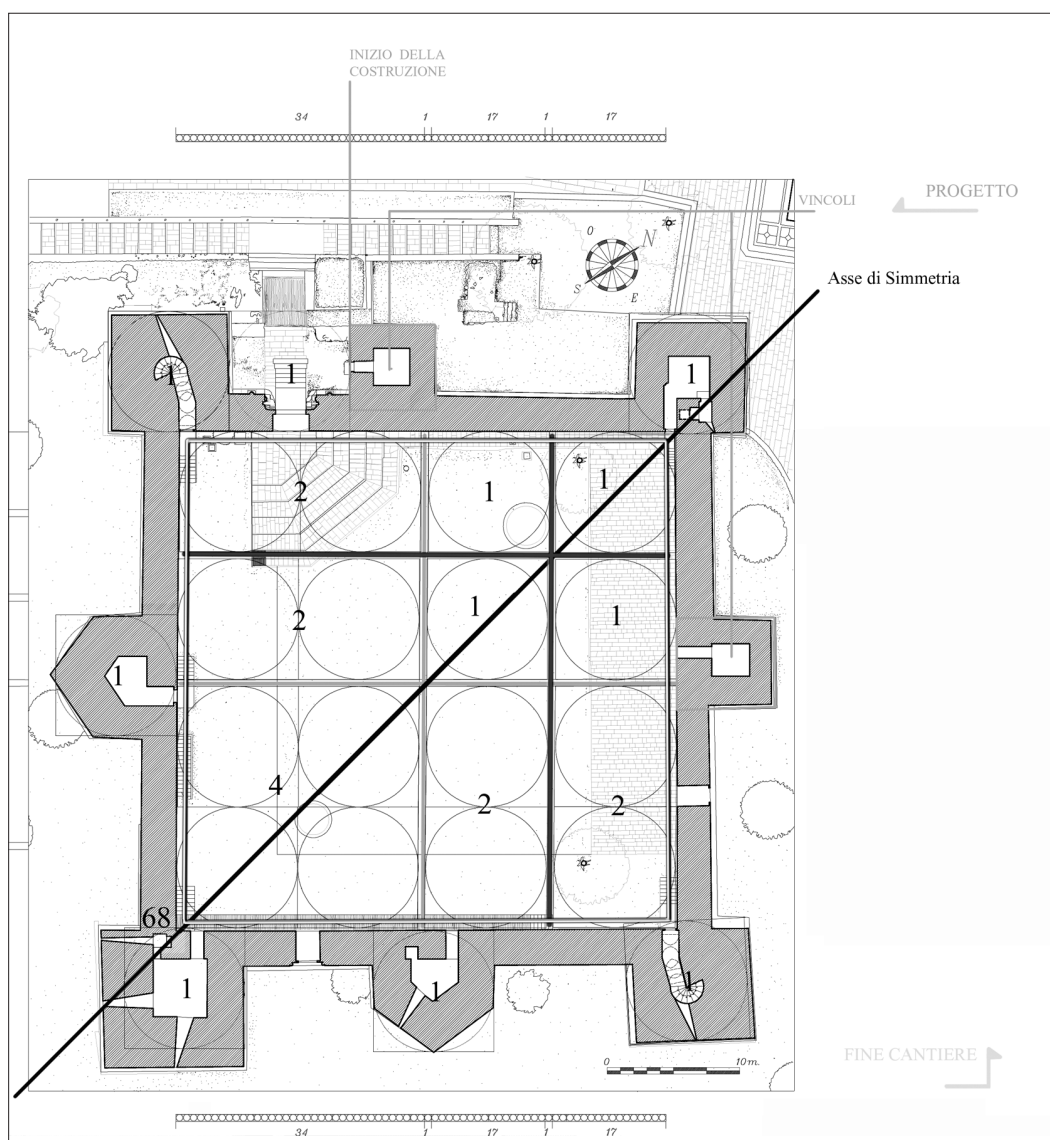 INIZIO DELLA
COSTRUZIONE
34 1 17 1 17
VINCOLI
PROGETTO
O
N
S
E
Asse di Simmetria
1
1
1
2
1
1
2
1
1
1
4
2
2
68
1
1
1
0 10m.
FINE CANTIERE
34 1 17 1 17